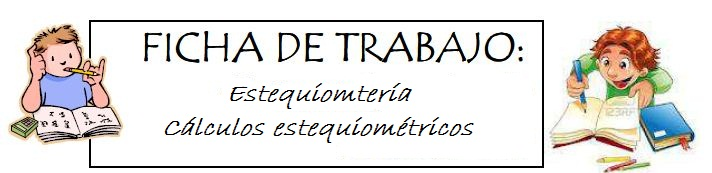 FICHA DE TRABAJO:
Estequiomtería
Cálculos estequiométricos